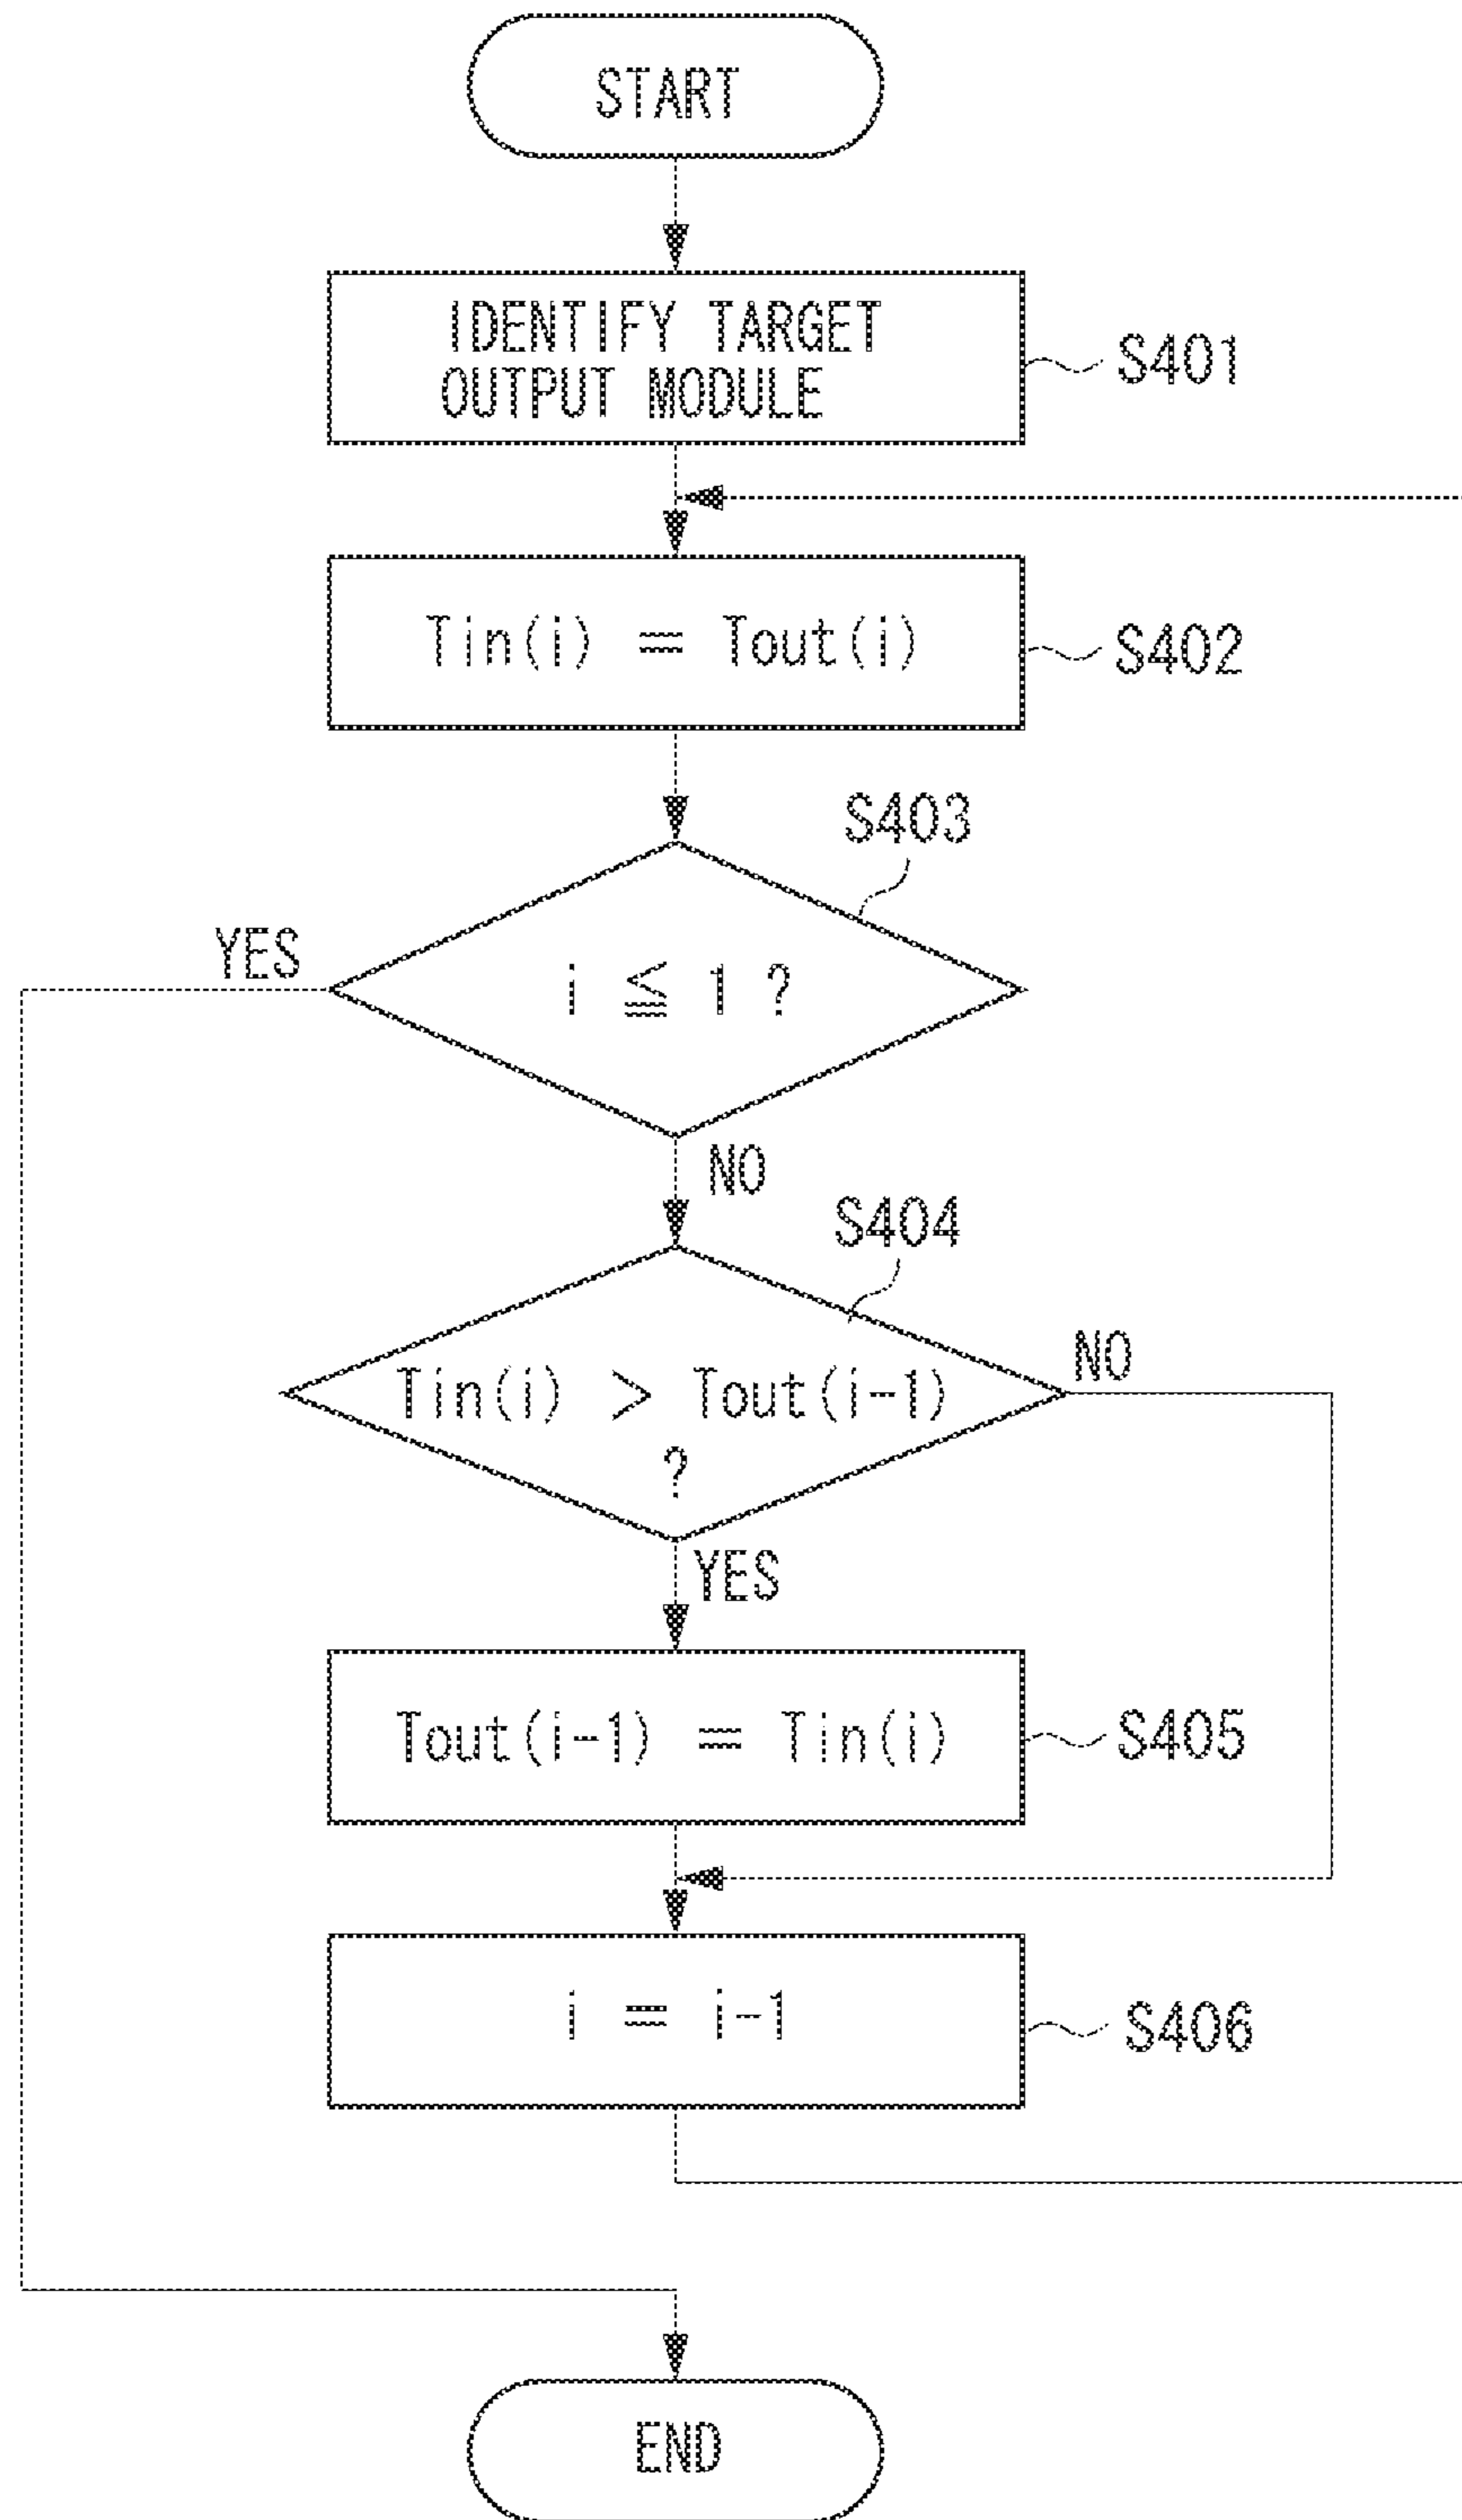 START
IDENTIFY TARGET
OUTPUT MODULE
S401
Tin(i) = Tout(i)
S402
S403
YES
i ≦ 1 ?
NO
S404
NO
Tin(i) > Tout(i-1)
?
YES
Tout(i-1) = Tin(i)
S405
i = i-1
S406
END